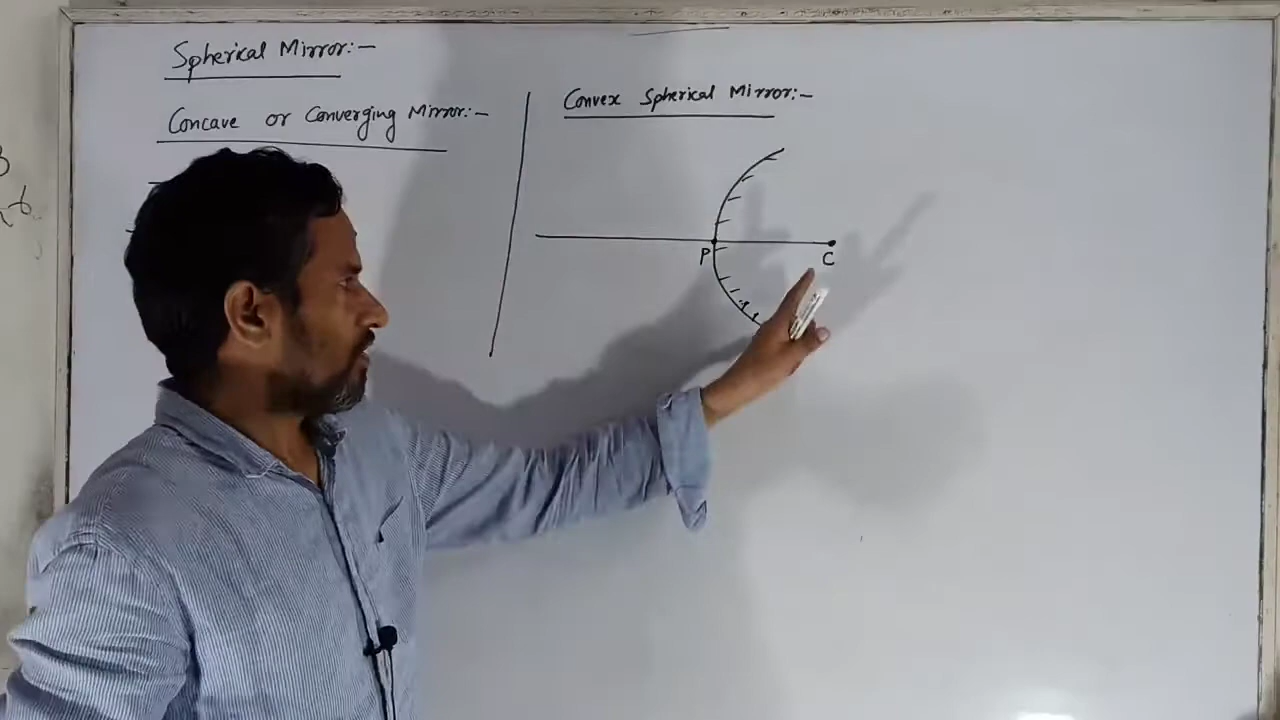 Spherical Mirror:-
Concave or Converging Mirror:-
Convex Spherical Mirror:-
P
C